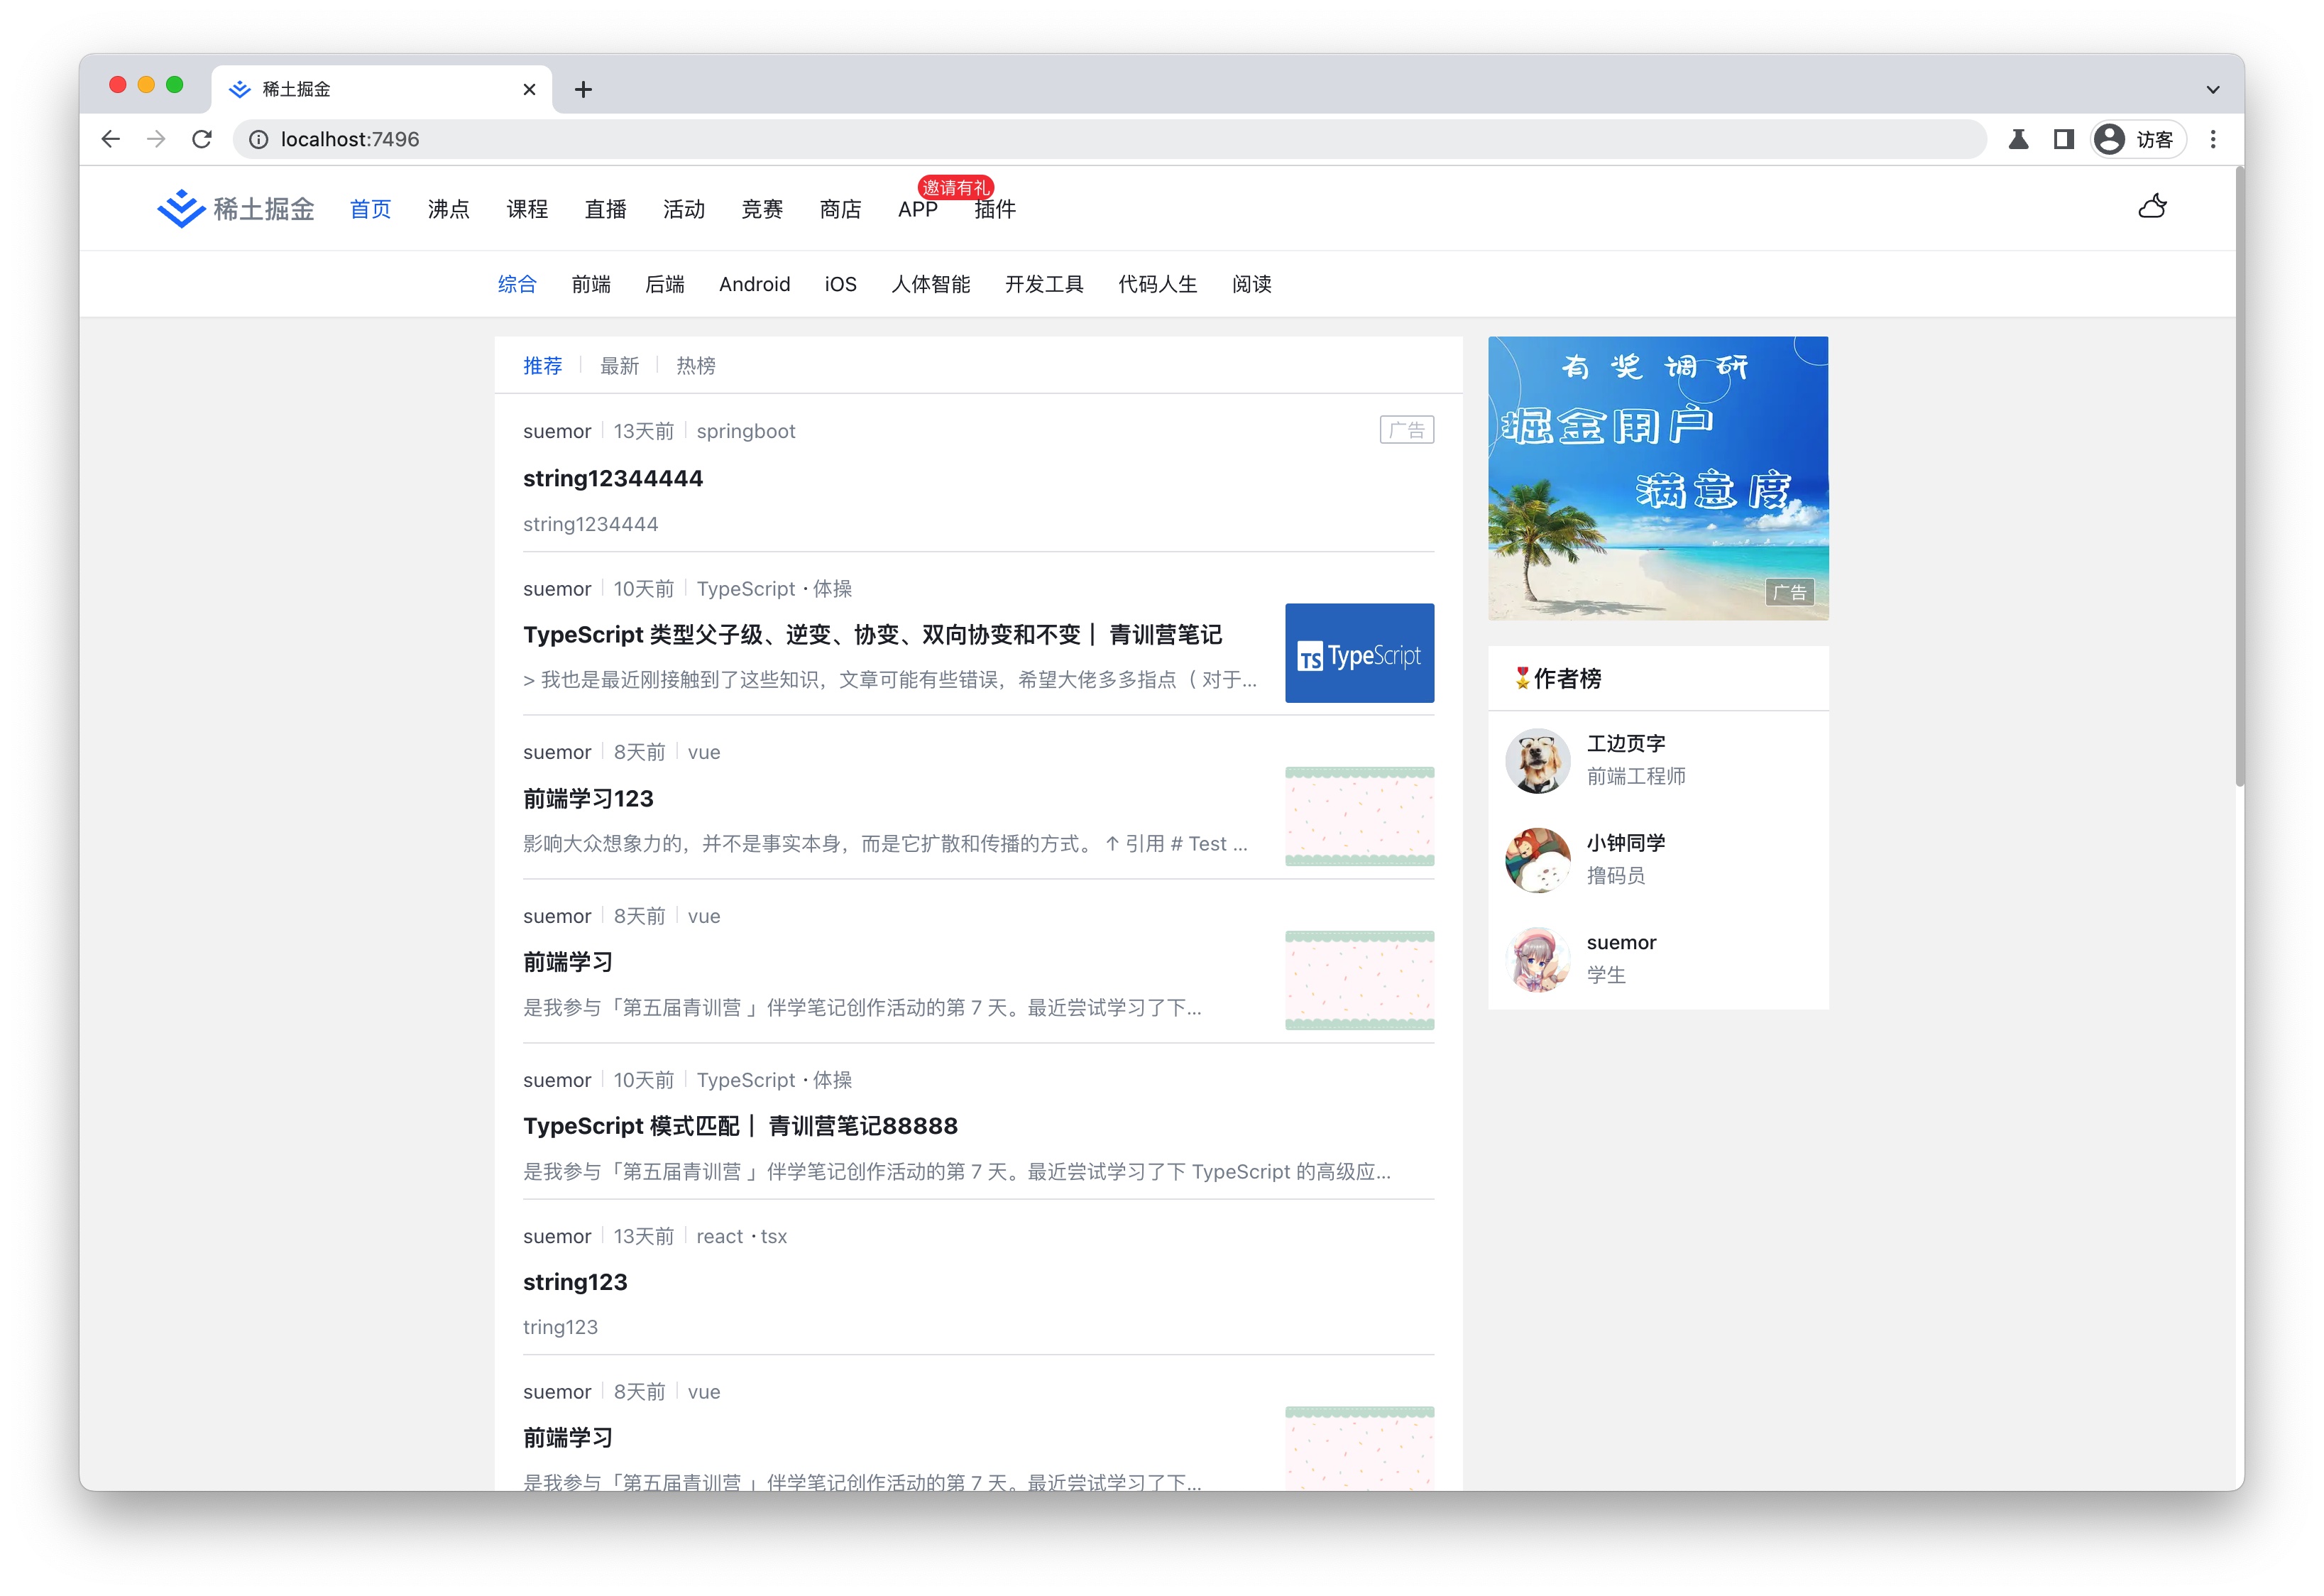 稀土掘金
localhost:7496
访客
稀土掘金 首页 沸点 课程 直播 活动 竞赛 商店 APP 插件
邀请有礼
综合 前端 后端 Android iOS 人体智能 开发工具 代码人生 阅读
推荐 最新 热榜
suemor 13天前 springboot 广告
string12344444
string1234444
suemor 10天前 TypeScript · 体操
TypeScript 类型父子级、逆变、协变、双向协变和不变｜ 青训营笔记
> 我也是最近刚接触到了这些知识，文章可能有些错误，希望大佬多多指点（ 对于...
TS TypeScript
suemor 8天前 vue
前端学习123
影响大众想象力的，并不是事实本身，而是它扩散和传播的方式。 ↑ 引用 # Test ...
suemor 8天前 vue
前端学习
是我参与「第五届青训营 」伴学笔记创作活动的第 7 天。最近尝试学习了下...
suemor 10天前 TypeScript · 体操
TypeScript 模式匹配｜ 青训营笔记88888
是我参与「第五届青训营 」伴学笔记创作活动的第 7 天。最近尝试学习了下 TypeScript 的高级应...
suemor 13天前 react · tsx
string123
tring123
suemor 8天前 vue
前端学习
是我参与「第五届青训营 」伴学笔记创作活动的第 7 天。最近尝试学习了下...
有奖调研
掘金用户
满意度
广告
🎖️作者榜
工边页字
前端工程师
小钟同学
撸码员
suemor
学生